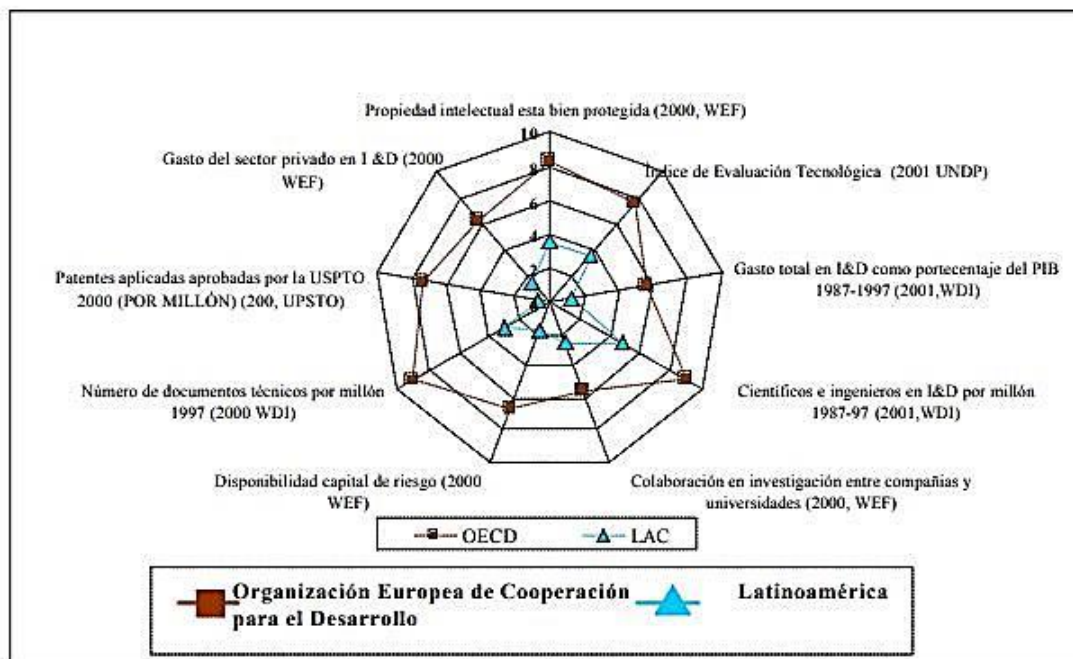 Propiedad intelectual esta bien protegida (2000, WEF)
10
Gasto del sector privado en I &D (2000
WEF)
8
Índice de Evaluación Tecnológica (2001 UNDP)
6
4
Patentes aplicadas aprobadas por la USPTO
2000 (POR MILLÓN) (200, UPSTO)
2
Gasto total en I&D como portecentaje del PIB
1987-1997 (2001,WDI)
Número de documentos técnicos por millón
1997 (2000 WDI)
Científicos e ingenieros en I&D por millón
1987-97 (2001,WDI)
Disponibilidad capital de riesgo (2000
WEF)
Colaboración en investigación entre compañias y
universidades (2000, WEF)
OECD
LAC
Organización Europea de Cooperación
para el Desarrollo
Latinoamérica